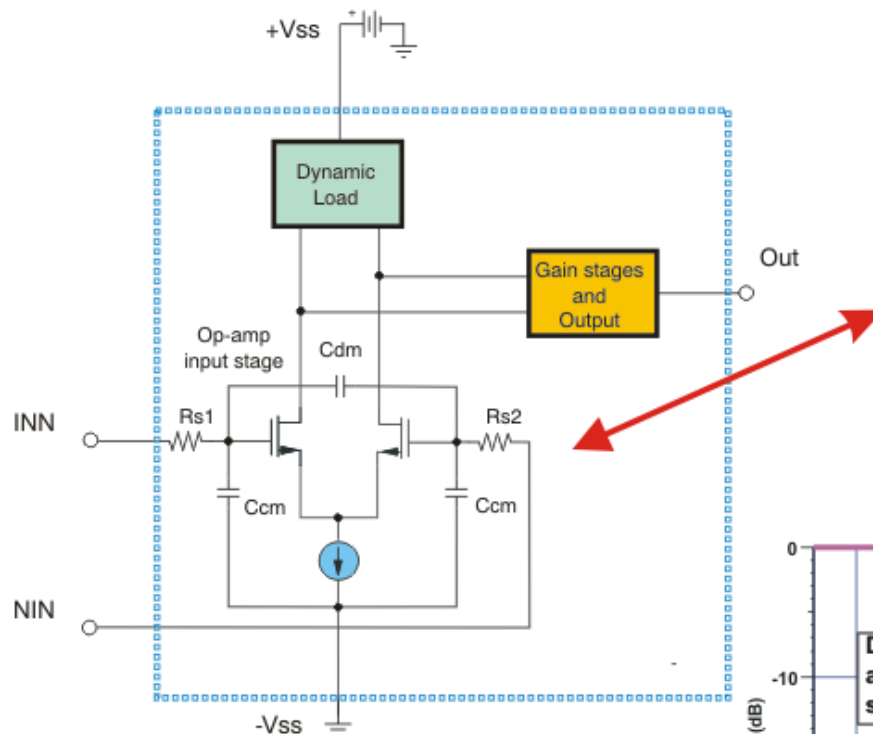 +Vss
+
Dynamic
Load
Gain stages
and
Output
Out
Op-amp
input stage
Cdm
INN
Rs1
Rs2
Ccm
Ccm
NIN
-Vss
0
-10
(dB)
D
a
s